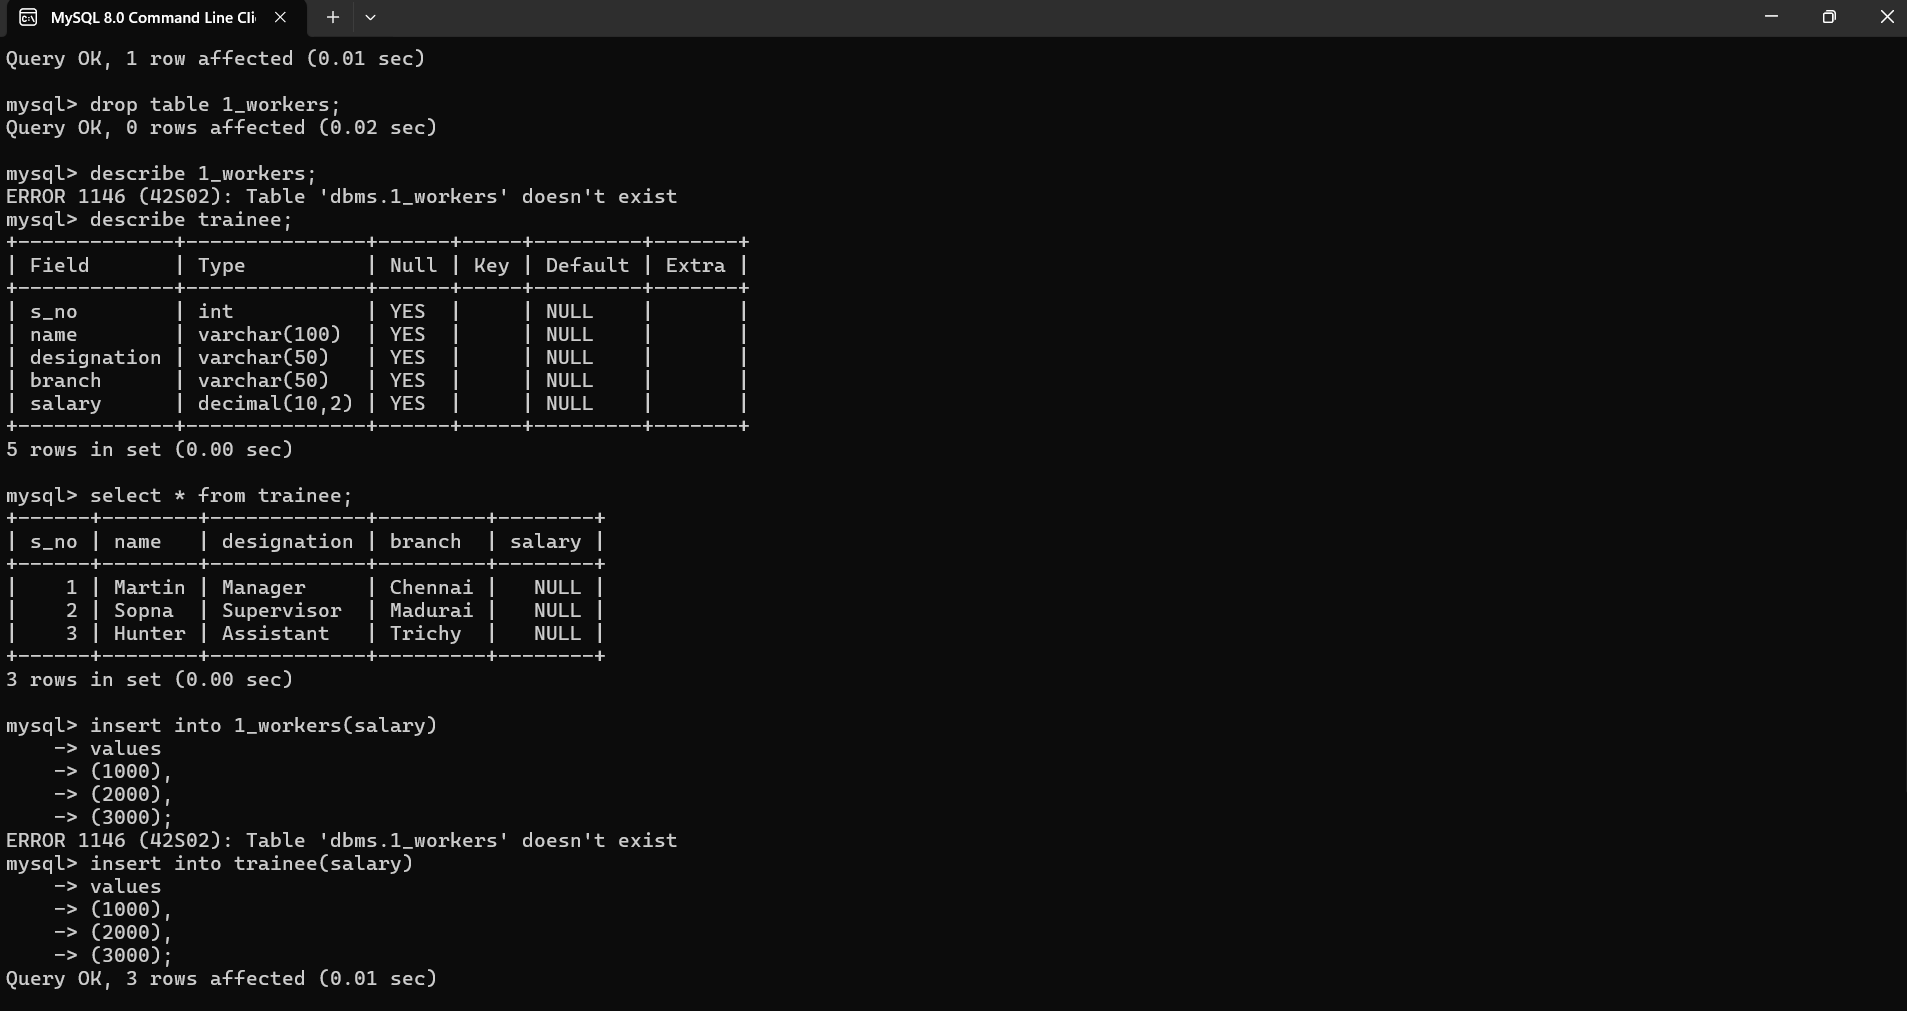 MySQL 8.0 Command Line Cli
Query OK, 1 row affected (0.01 sec)
mysql> drop table 1_workers;
Query OK, 0 rows affected (0.02 sec)
mysql> describe 1_workers;
ERROR 1146 (42S02): Table 'dbms.1_workers' doesn't exist
mysql> describe trainee;
+-------------+---------------+------+-----+---------+-------+
| Field       | Type          | Null | Key | Default | Extra |
+-------------+---------------+------+-----+---------+-------+
| s_no        | int           | YES  |     | NULL    |       |
| name        | varchar(100)  | YES  |     | NULL    |       |
| designation | varchar(50)   | YES  |     | NULL    |       |
| branch      | varchar(50)   | YES  |     | NULL    |       |
| salary      | decimal(10,2) | YES  |     | NULL    |       |
+-------------+---------------+------+-----+---------+-------+
5 rows in set (0.00 sec)
mysql> select * from trainee;
+------+--------+-------------+---------+--------+
| s_no | name   | designation | branch  | salary |
+------+--------+-------------+---------+--------+
|    1 | Martin | Manager     | Chennai |   NULL |
|    2 | Sopna  | Supervisor  | Madurai |   NULL |
|    3 | Hunter | Assistant   | Trichy  |   NULL |
+------+--------+-------------+---------+--------+
3 rows in set (0.00 sec)
mysql> insert into 1_workers(salary)
    -> values
    -> (1000),
    -> (2000),
    -> (3000);
ERROR 1146 (42S02): Table 'dbms.1_workers' doesn't exist
mysql> insert into trainee(salary)
    -> values
    -> (1000),
    -> (2000),
    -> (3000);
Query OK, 3 rows affected (0.01 sec)